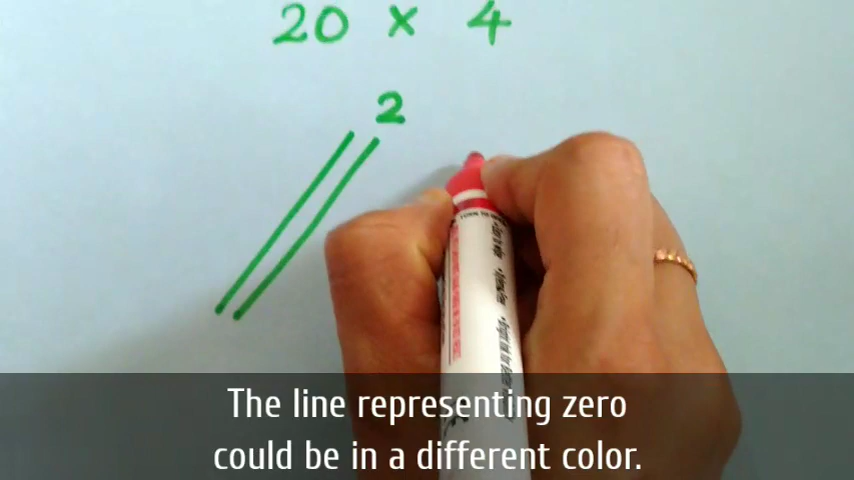 20 × 4
2
The line representing zero
could be in a different color.